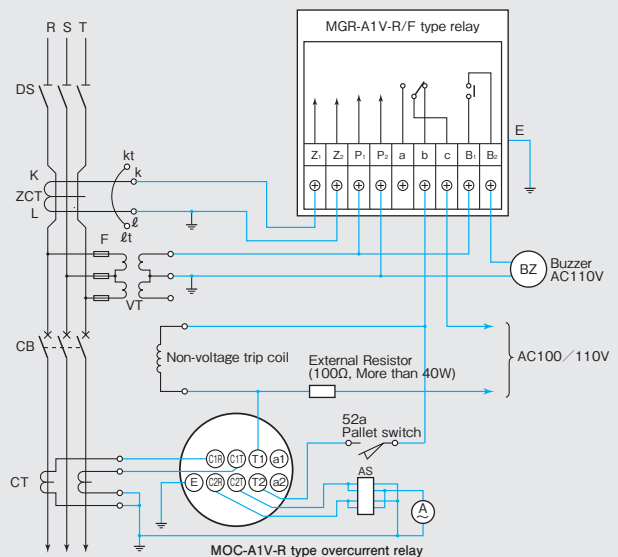 MGR-A1V-R/F type relay
R S T
DS
E
Z1 Z2 P1 P2 a b c B1 B2
kt
K k
ZCT
L ℓ
ℓt
F
VT
BZ Buzzer
AC110V
CB
Non-voltage trip coil
External Resistor
(100Ω, More than 40W)
AC100／110V
52a
Pallet switch
C1R C1T T1 a1
E C2R C2T T2 a2
CT
AS
A
MOC-A1V-R type overcurrent relay